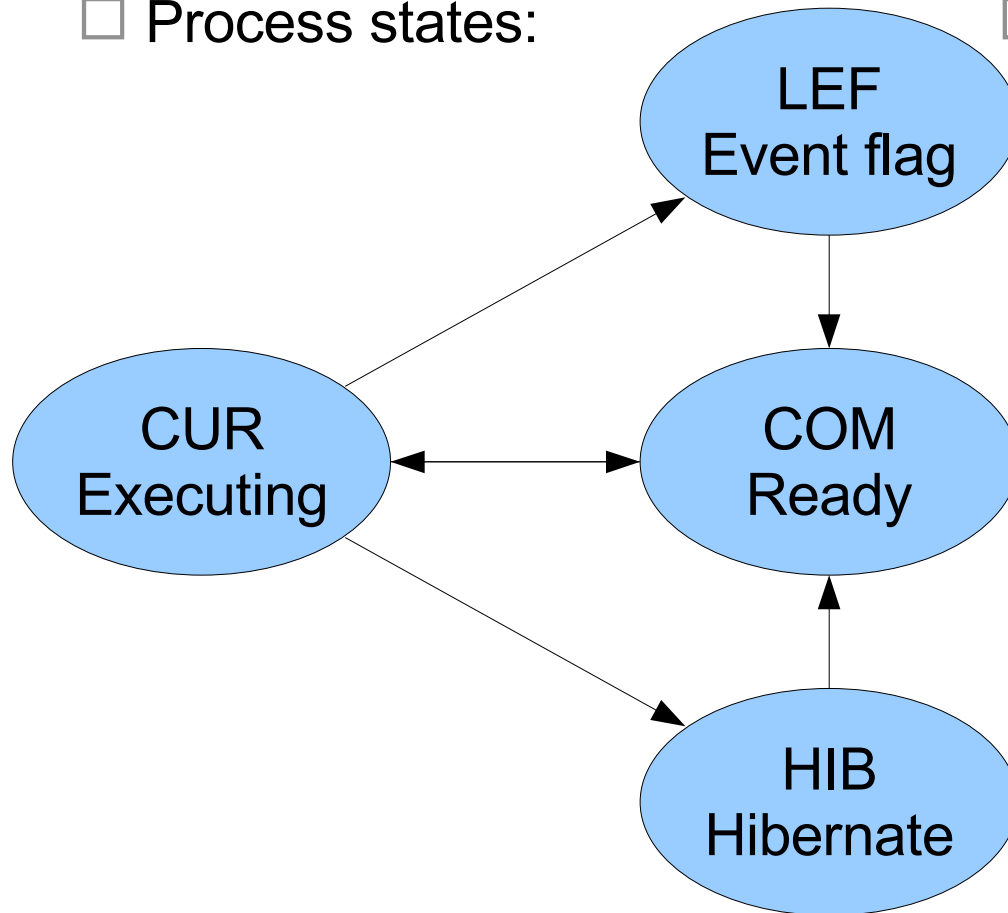 Process states:
LEF
Event flag
CUR
Executing
COM
Ready
HIB
Hibernate